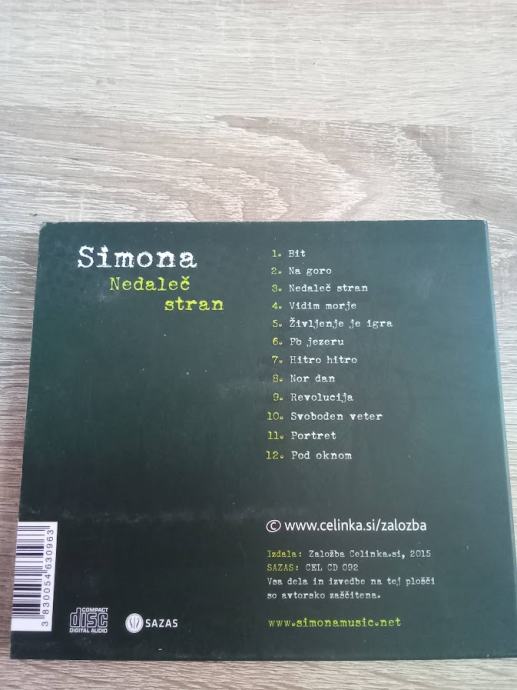 Simona
Nedaleč
stran
1. Bit
2. Na goro
3. Nedaleč stran
4. Vidim morje
5. Življenje je igra
6. Po jezeru
7. Hitro hitro
8. Nor dan
9. Revolucija
10. Svoboden veter
11. Portret
12. Pod oknom
© www.celinka.si/zalozba
Izdala: Založba Celinka.si, 2015
SAZAS: CEL CD 092
Vsa dela in izvedbe na tej plošči
so avtorsko zaščitena.
www.simonamusic.net
3 830054 630963
COMPACT
disc
DIGITAL AUDIO
SAZAS